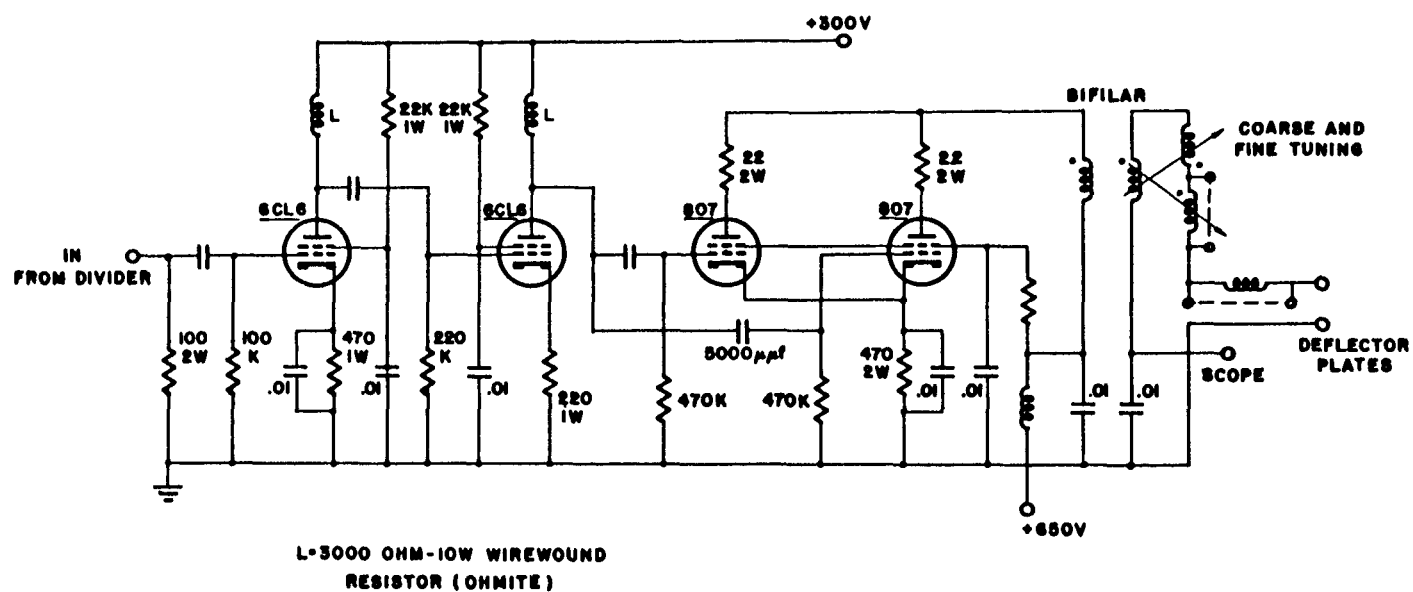 +300V
BIFILAR
L
22K 22K
1W 1W
L
22
2W
22
2W
COARSE AND
FINE TUNING
6CL6
6CL6
807
807
IN
FROM DIVIDER
100
2W
100
K
470
1W
.01
.01
220
K
.01
220
1W
5000µµf
470K
470K
470
2W
.01
.01
.01
.01
DEFLECTOR
PLATES
SCOPE
+650V
L=3000 OHM-10W WIREWOUND
RESISTOR (OHMITE)